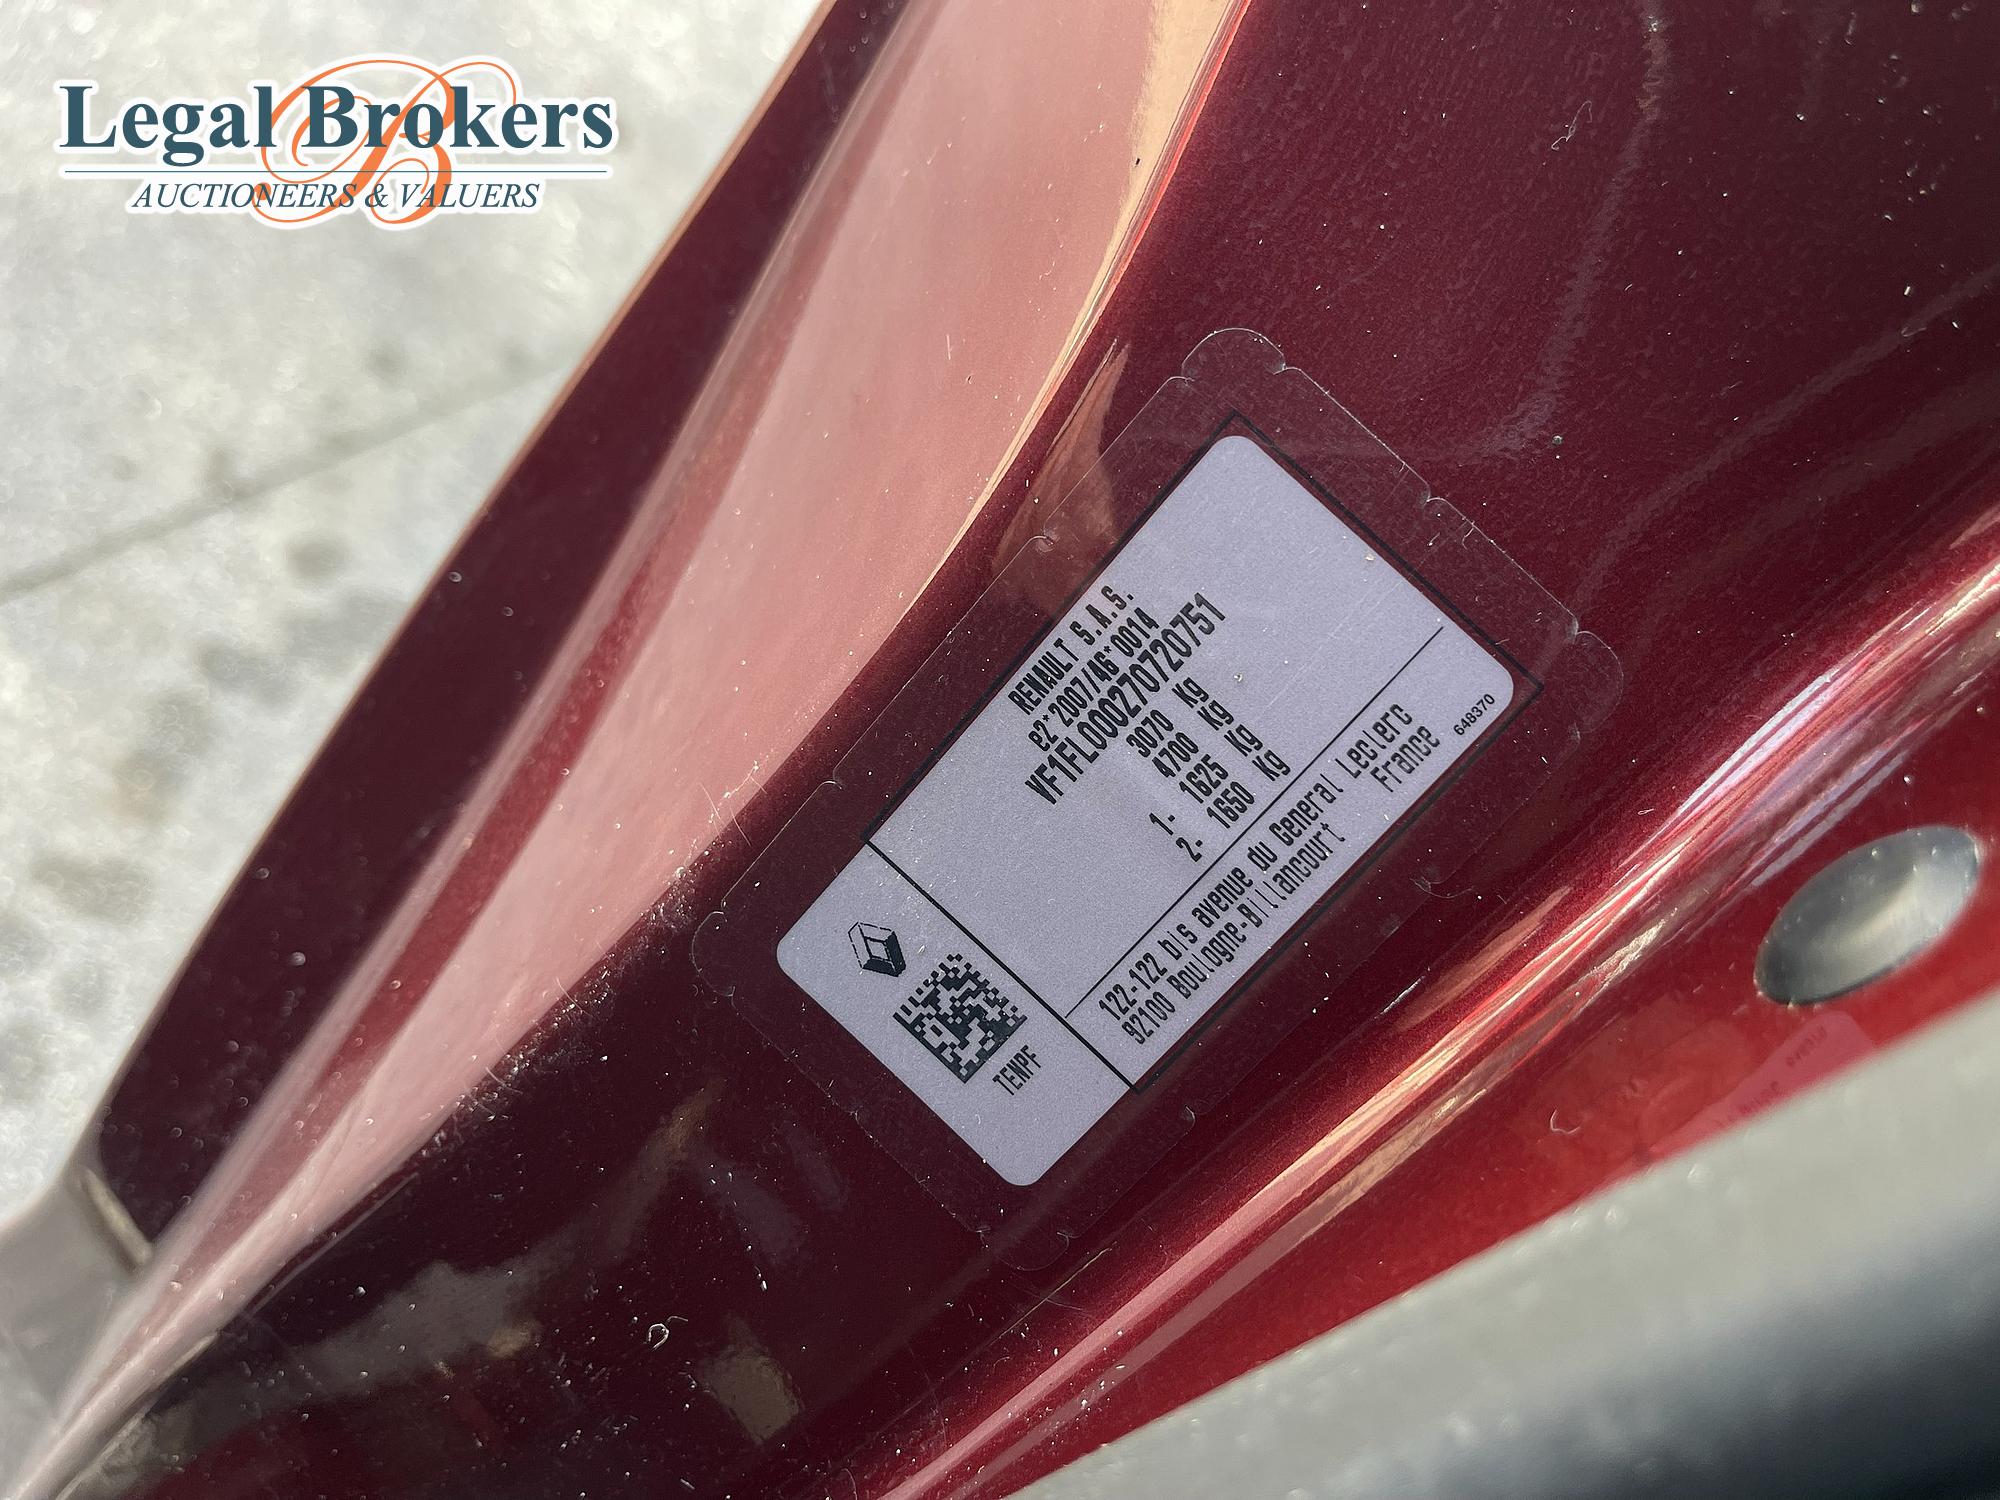 Legal Brokers
AUCTIONEERS & VALUERS
RENAULT S.A.S.
e2*2007/46*0014
VF1FL000270720751
3070 Kg
4700 Kg
1- 1625 Kg
2- 1650 Kg
122-122 bis avenue du General Leclerc
92100 Boulogne-Billancourt France
648370
TENPF